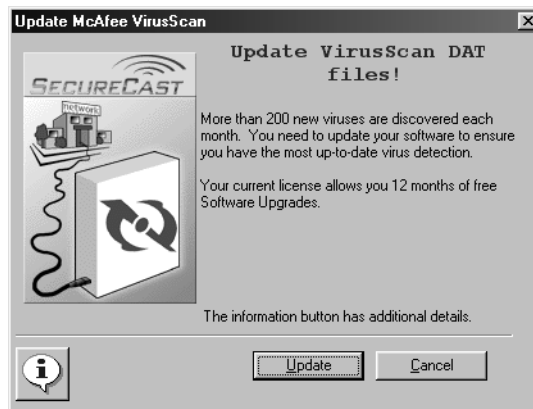 Update McAfee VirusScan
Update VirusScan DAT
files!
SECURECAST
network
More than 200 new viruses are discovered each
month. You need to update your software to ensure
you have the most up-to-date virus detection.
Your current license allows you 12 months of free
Software Upgrades.
The information button has additional details.
Update
Cancel